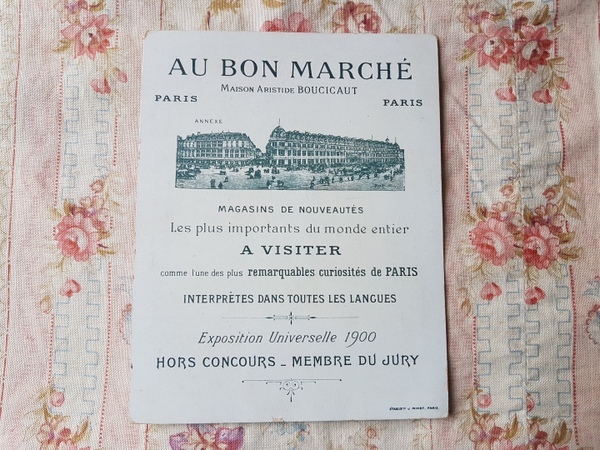 AU BON MARCHÉ
MAISON ARISTIDE BOUCICAUT
PARIS PARIS
ANNEXE
MAGASINS DE NOUVEAUTÉS
Les plus importants du monde entier
A VISITER
comme l'une des plus remarquables curiosités de PARIS
INTERPRÈTES DANS TOUTES LES LANGUES
Exposition Universelle 1900
HORS CONCOURS _ MEMBRE DU JURY
J. MINOT, PARIS